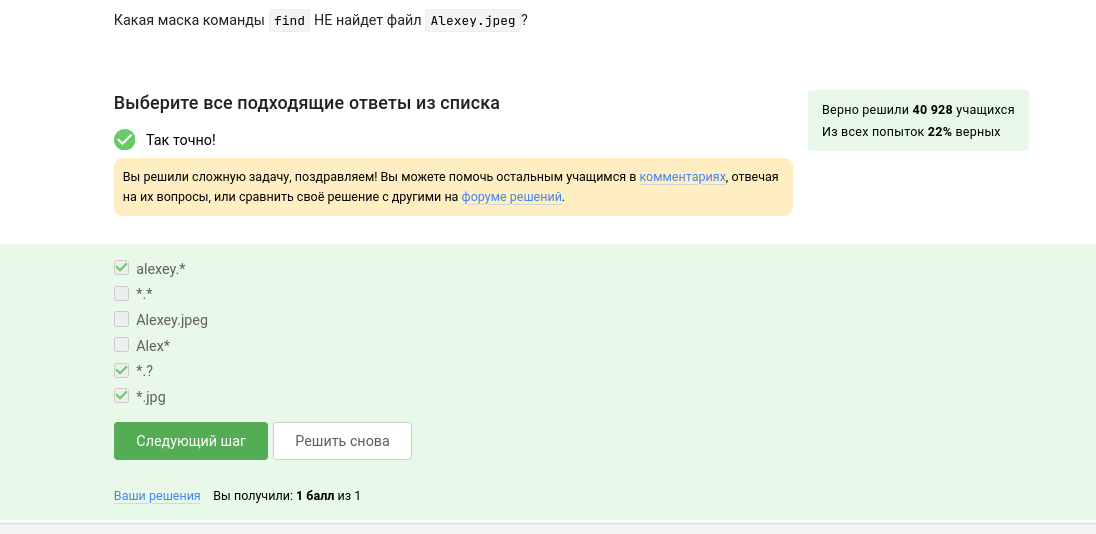 Какая маска команды find НЕ найдет файл Alexey.jpeg?
Выберите все подходящие ответы из списка
Верно решили 40 928 учащихся
Из всех попыток 22% верных
Так точно!
Вы решили сложную задачу, поздравляем! Вы можете помочь остальным учащимся в комментариях, отвечая
на их вопросы, или сравнить своё решение с другими на форуме решений.
alexey.*
*.*
Alexey.jpeg
Alex*
*.?
*.jpg
Следующий шаг
Решить снова
Ваши решения Вы получили: 1 балл из 1